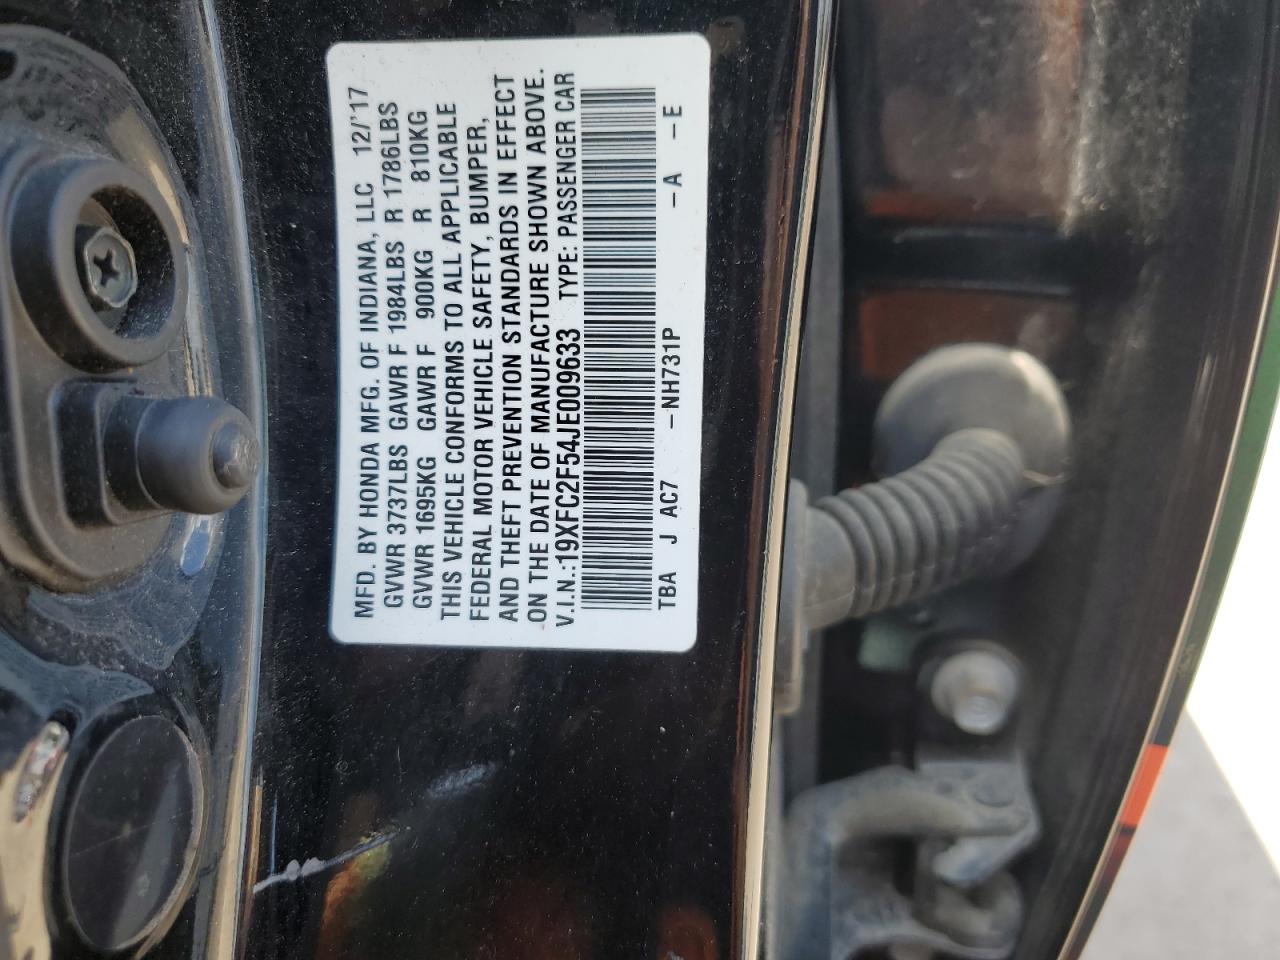 MFD. BY HONDA MFG. OF INDIANA, LLC 12/'17
GVWR 3737LBS GAWR F 1984LBS R 1786LBS
GVWR 1695KG GAWR F 900KG R 810KG
THIS VEHICLE CONFORMS TO ALL APPLICABLE
FEDERAL MOTOR VEHICLE SAFETY, BUMPER,
AND THEFT PREVENTION STANDARDS IN EFFECT
ON THE DATE OF MANUFACTURE SHOWN ABOVE.
V.I.N.:19XFC2F54JE009633 TYPE: PASSENGER CAR
TBA J AC7 -NH731P -A -E